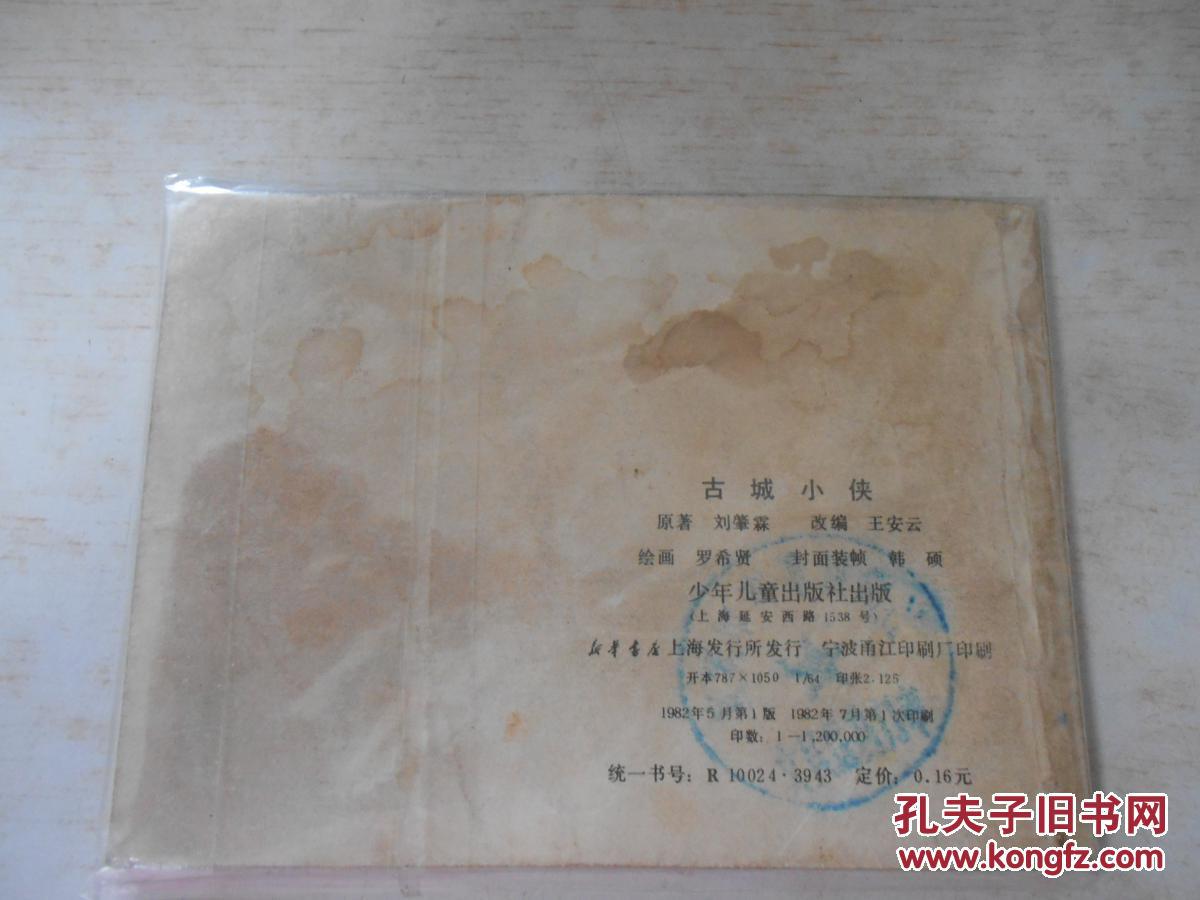 古城小侠
原著 刘肇霖 改编 王安云
绘画 罗希贤 封面装帧 韩硕
少年儿童出版社出版
(上海延安西路1538号)
新华书店上海发行所发行 宁波甬江印刷厂印刷
开本787×1050 1/64 印张2.125
1982年5月第1版 1982年7月第1次印刷
印数:1—1,200,000
统一书号:R 10024·3943 定价:0.16元
孔夫子旧书网
www.kongfz.com